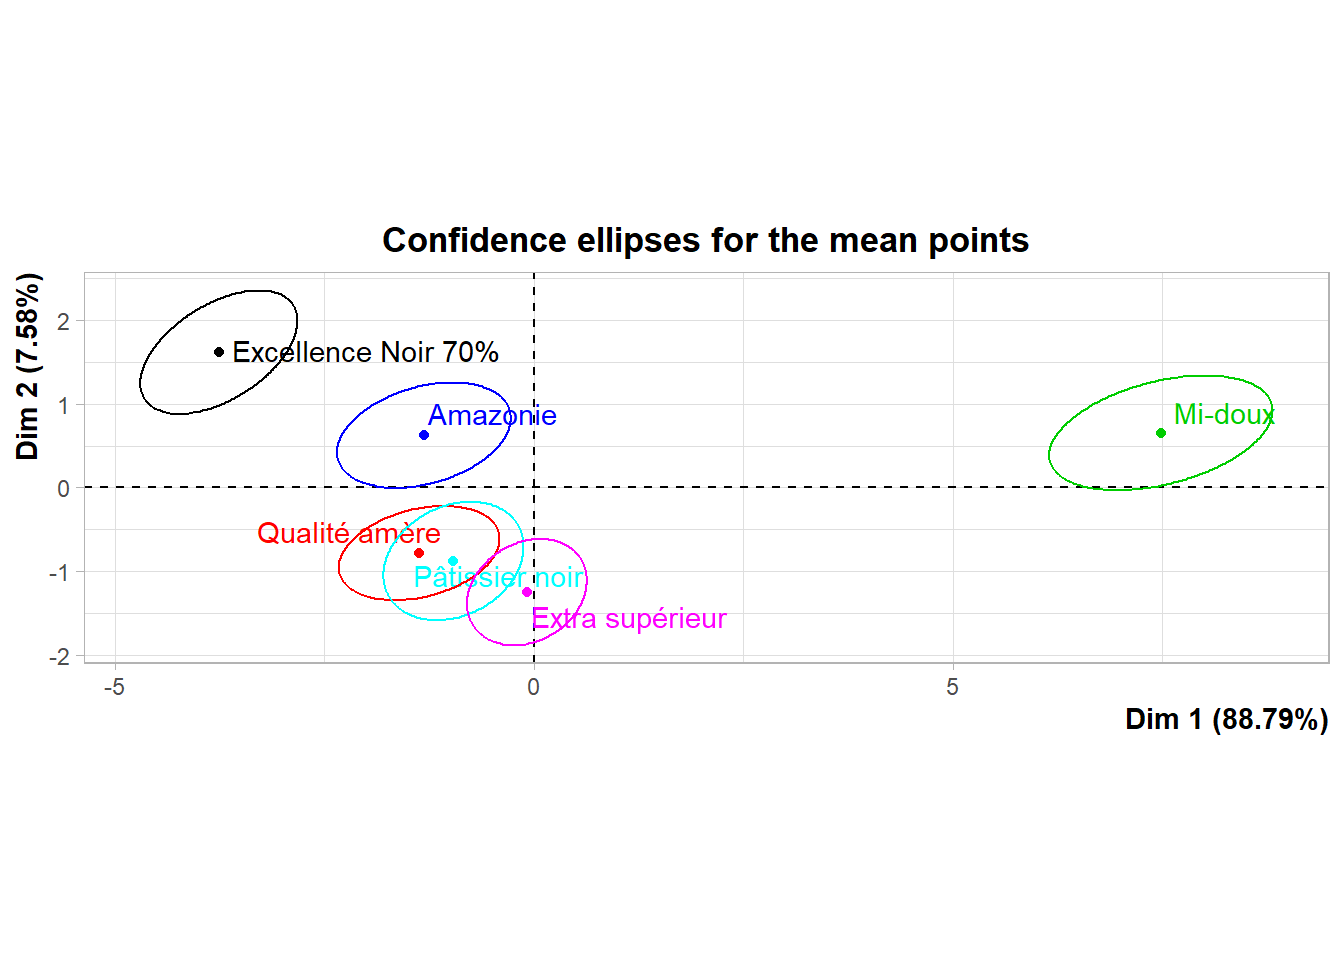 Confidence ellipses for the mean points
Dim 2 (7.58%)
2
1
0
-1
-2
Excellence Noir 70%
Amazonie
Mi-doux
Qualité amère
Pâtissier noir
Extra supérieur
-5
0
5
Dim 1 (88.79%)